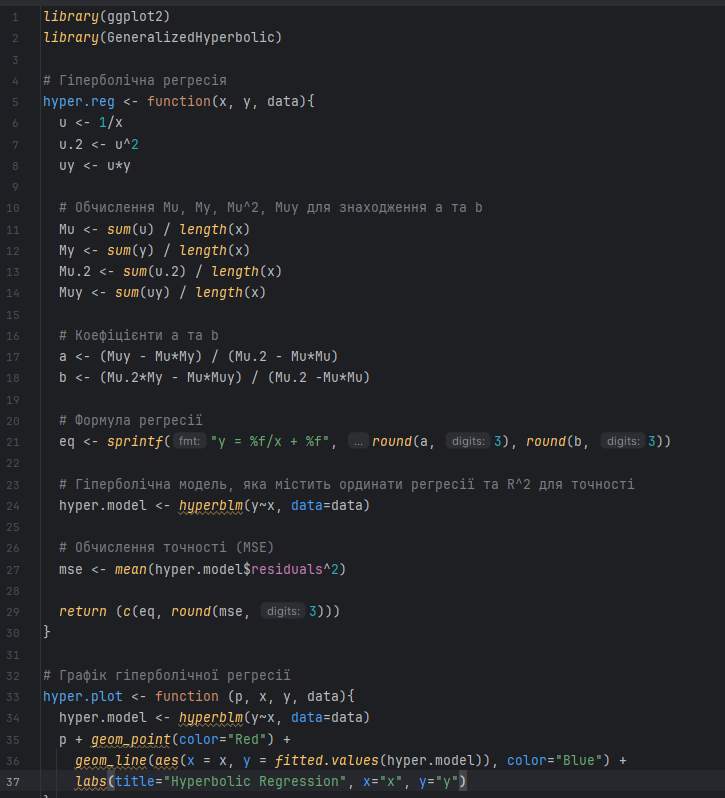 1 library(ggplot2)
2 library(GeneralizedHyperbolic)
3
4 # Гіперболічна регресія
5 hyper.reg <- function(x, y, data){
6   u <- 1/x
7   u.2 <- u^2
8   uy <- u*y
9
10   # Обчислення Mu, My, Mu^2, Muy для знаходження a та b
11   Mu <- sum(u) / length(x)
12   My <- sum(y) / length(x)
13   Mu.2 <- sum(u.2) / length(x)
14   Muy <- sum(uy) / length(x)
15
16   # Коефіцієнти a та b
17   a <- (Muy - Mu*My) / (Mu.2 - Mu*Mu)
18   b <- (Mu.2*My - Mu*Muy) / (Mu.2 -Mu*Mu)
19
20   # Формула регресії
21   eq <- sprintf( fmt: "y = %f/x + %f", ... round(a, digits: 3), round(b, digits: 3))
22
23   # Гіперболічна модель, яка містить ординати регресії та R^2 для точності
24   hyper.model <- hyperblm(y~x, data=data)
25
26   # Обчислення точності (MSE)
27   mse <- mean(hyper.model$residuals^2)
28
29   return (c(eq, round(mse, digits: 3)))
30 }
31
32 # Графік гіперболічної регресії
33 hyper.plot <- function (p, x, y, data){
34   hyper.model <- hyperblm(y~x, data=data)
35   p + geom_point(color="Red") +
36     geom_line(aes(x = x, y = fitted.values(hyper.model)), color="Blue") +
37     labs(title="Hyperbolic Regression", x="x", y="y")